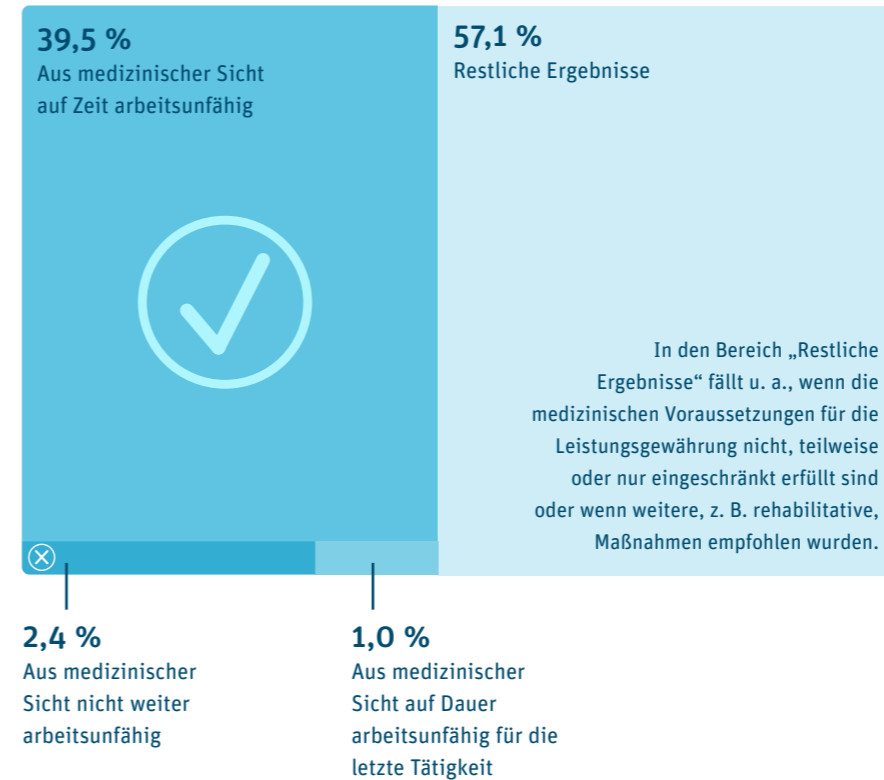 39,5 %
Aus medizinischer Sicht
auf Zeit arbeitsunfähig
57,1 %
Restliche Ergebnisse
In den Bereich „Restliche
Ergebnisse“ fällt u. a., wenn die
medizinischen Voraussetzungen für die
Leistungsgewährung nicht, teilweise
oder nur eingeschränkt erfüllt sind
oder wenn weitere, z. B. rehabilitative,
Maßnahmen empfohlen wurden.
2,4 %
Aus medizinischer
Sicht nicht weiter
arbeitsunfähig
1,0 %
Aus medizinischer
Sicht auf Dauer
arbeitsunfähig für die
letzte Tätigkeit